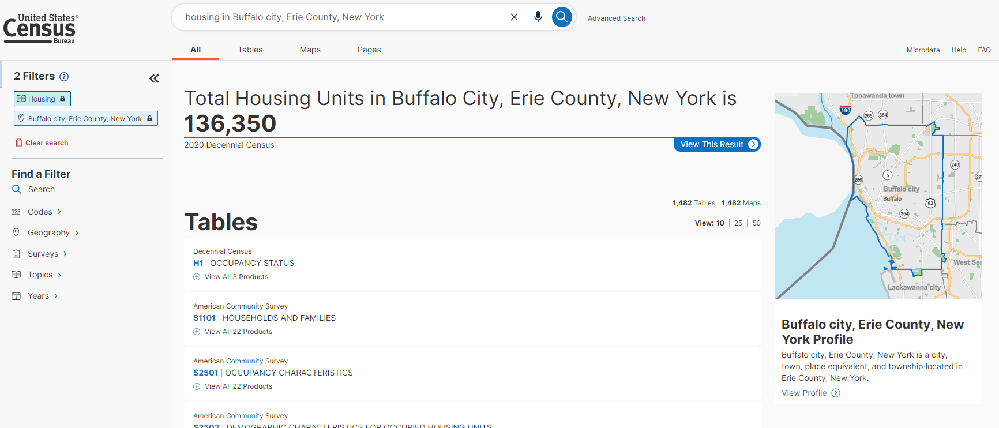 United States®
Census
Bureau
housing in Buffalo city, Erie County, New York
Advanced Search
All
Tables
Maps
Pages
Microdata
Help
FAQ
2 Filters
Housing
Buffalo city, Erie County, New York
Clear search
Find a Filter
Search
123 Codes
Geography
Surveys
Topics
Years
Total Housing Units in Buffalo City, Erie County, New York is
136,350
2020 Decennial Census
View This Result
1,482 Tables, 1,482 Maps
Tables
View: 10 | 25 | 50
Decennial Census
H1 | OCCUPANCY STATUS
View All 3 Products
American Community Survey
S1101 | HOUSEHOLDS AND FAMILIES
View All 22 Products
American Community Survey
S2501 | OCCUPANCY CHARACTERISTICS
View All 22 Products
American Community Survey
S2502 | DEMOGRAPHIC CHARACTERISTICS FOR OCCUPIED HOUSING UNITS
Tonawanda town
190
265
384
240
277
5
266
Buffalo city
Buffalo
62
354
West Ser
Lackawanna city
Buffalo city, Erie County, New
York Profile
Buffalo city, Erie County, New York is a city,
town, place equivalent, and township located in
Erie County, New York.
View Profile